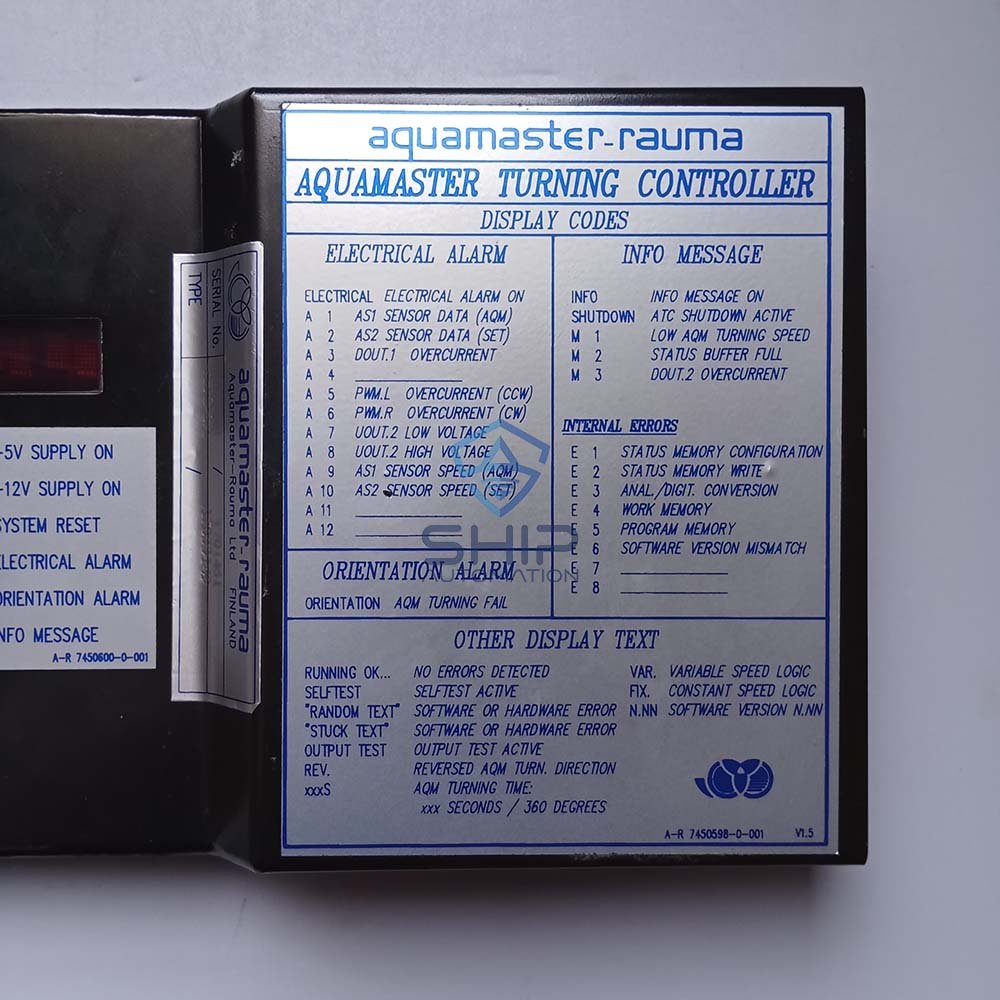 aquamaster-rauma
AQUAMASTER TURNING CONTROLLER
DISPLAY CODES
ELECTRICAL ALARM
ELECTRICAL ELECTRICAL ALARM ON
A 1 AS1 SENSOR DATA (AQM)
A 2 AS2 SENSOR DATA (SET)
A 3 DOUT.1 OVERCURRENT
A 4
A 5 PWM.L OVERCURRENT (CCW)
A 6 PWM.R OVERCURRENT (CW)
A 7 UOUT.2 LOW VOLTAGE
A 8 UOUT.2 HIGH VOLTAGE
A 9 AS1 SENSOR SPEED (AQM)
A 10 AS2 SENSOR SPEED (SET)
A 11
A 12
ORIENTATION ALARM
ORIENTATION AQM TURNING FAIL
INFO MESSAGE
INFO INFO MESSAGE ON
SHUTDOWN ATC SHUTDOWN ACTIVE
M 1 LOW AQM TURNING SPEED
M 2 STATUS BUFFER FULL
M 3 DOUT.2 OVERCURRENT
INTERNAL ERRORS
E 1 STATUS MEMORY CONFIGURATION
E 2 STATUS MEMORY WRITE
E 3 ANAL./DIGIT. CONVERSION
E 4 WORK MEMORY
E 5 PROGRAM MEMORY
E 6 SOFTWARE VERSION MISMATCH
E 7
E 8
OTHER DISPLAY TEXT
RUNNING OK... NO ERRORS DETECTED
SELFTEST SELFTEST ACTIVE
"RANDOM TEXT" SOFTWARE OR HARDWARE ERROR
"STUCK TEXT" SOFTWARE OR HARDWARE ERROR
OUTPUT TEST OUTPUT TEST ACTIVE
REV. REVERSED AQM TURN. DIRECTION
xxxS AQM TURNING TIME:
xxx SECONDS / 360 DEGREES
VAR. VARIABLE SPEED LOGIC
FIX. CONSTANT SPEED LOGIC
N.NN SOFTWARE VERSION N.NN
A-R 7450598-0-001 V1.5
aquamaster-rauma
Aquamaster-Rauma Ltd FINLAND
SERIAL No. /
TYPE /
-5V SUPPLY ON
-12V SUPPLY ON
SYSTEM RESET
ELECTRICAL ALARM
ORIENTATION ALARM
INFO MESSAGE
A-R 7450600-0-001
SHIP
AUTOMATION